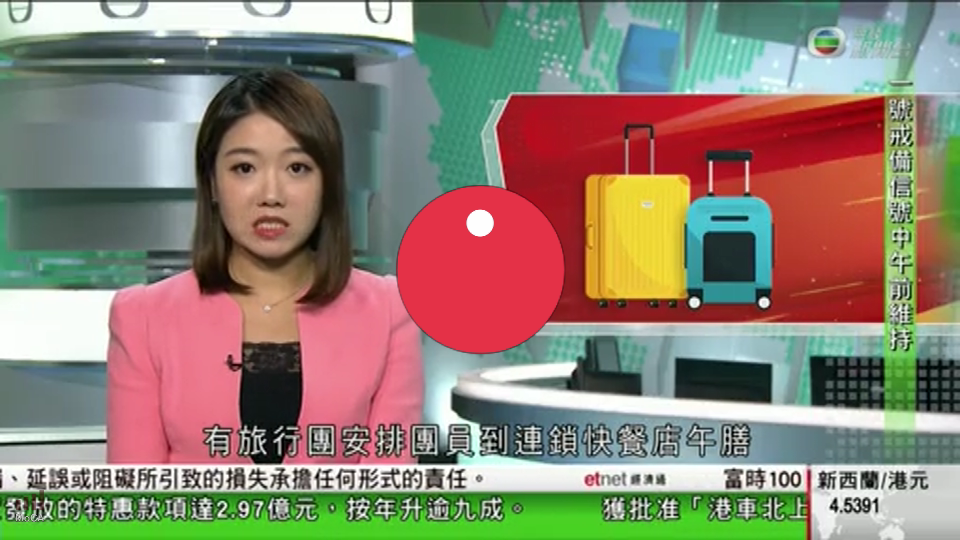 一號戒備信號中午前維持
有旅行團安排團員到連鎖快餐店午膳
、延誤或阻礙所引致的損失承擔任何形式的責任。
etnet 經濟通
富時100
新西蘭/港元
4.5391
發放的特惠款項達2.97億元，按年升逾九成。
獲批准「港車北上